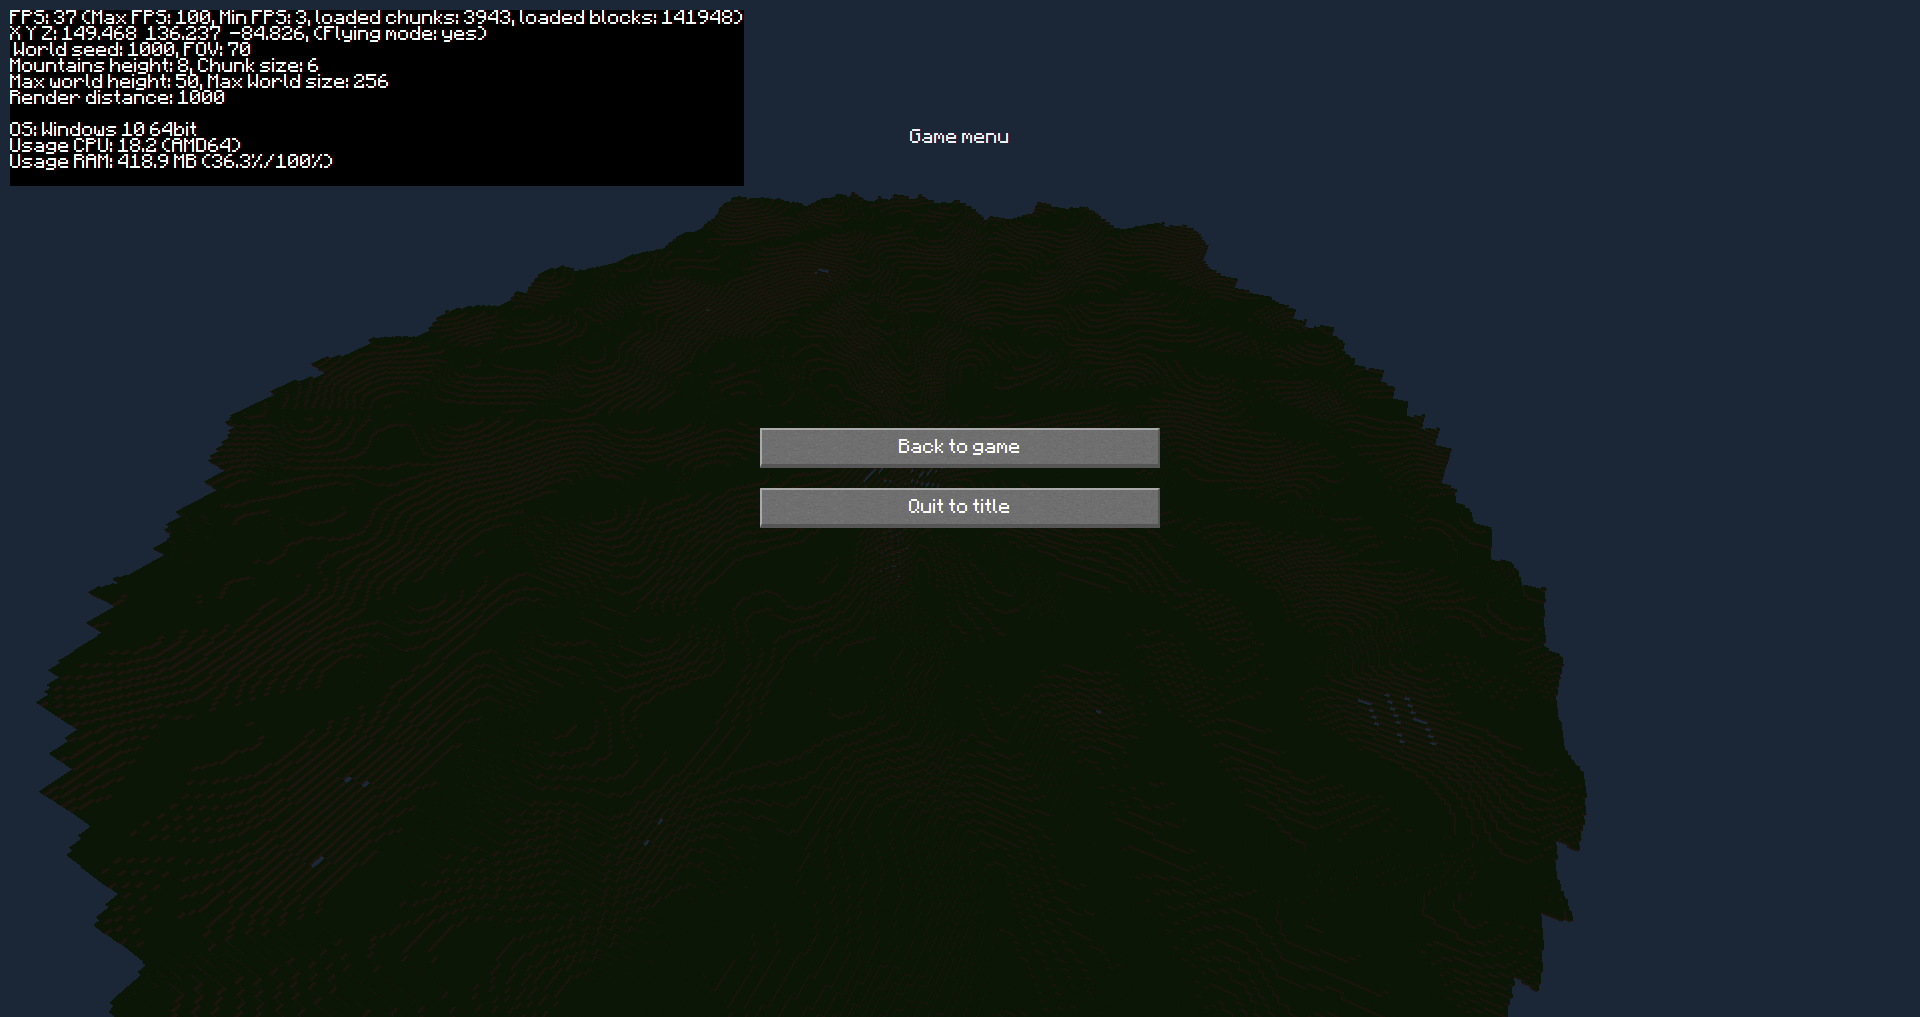 FPS: 37 (Max FPS: 100, Min FPS: 3, loaded chunks: 3943, loaded blocks: 141948)
X Y Z: 149.468 136.237 -84.826, (Flying mode: yes)
World seed: 1000, FOV: 70
Mountains height: 8, Chunk size: 6
Max world height: 50, Max World size: 256
Render distance: 1000
OS: Windows 10 64bit
Usage CPU: 18.2 (AMD64)
Usage RAM: 418.9 MB (36.3%/100%)
Game menu
Back to game
Quit to title